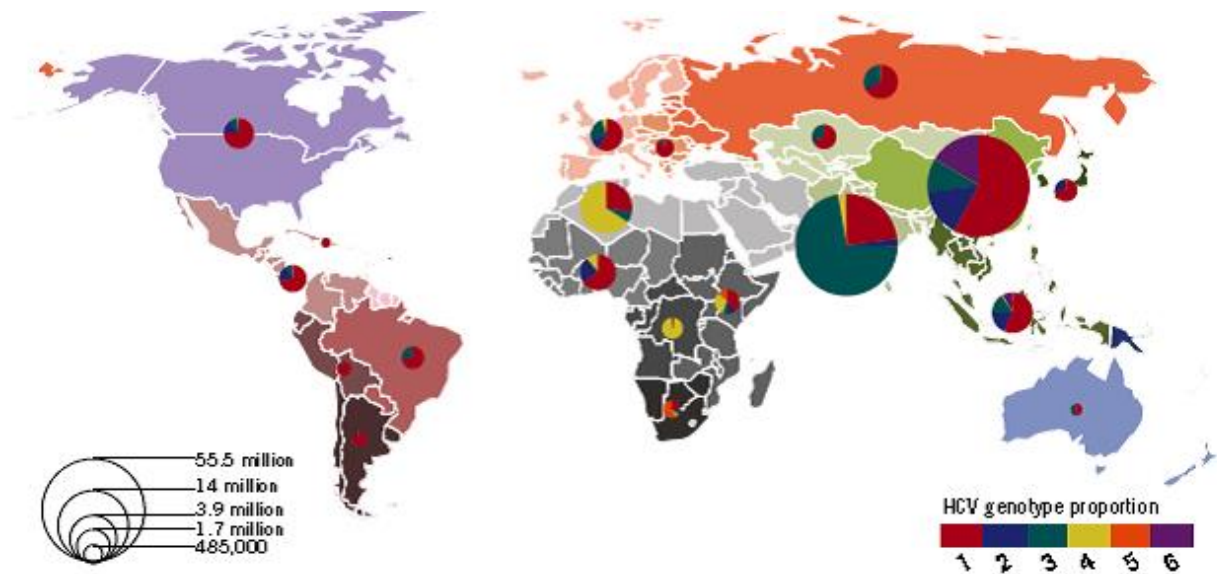 55.5 million
14 million
3.9 million
1.7 million
485,000
HCV genotype proportion
1 2 3 4 5 6